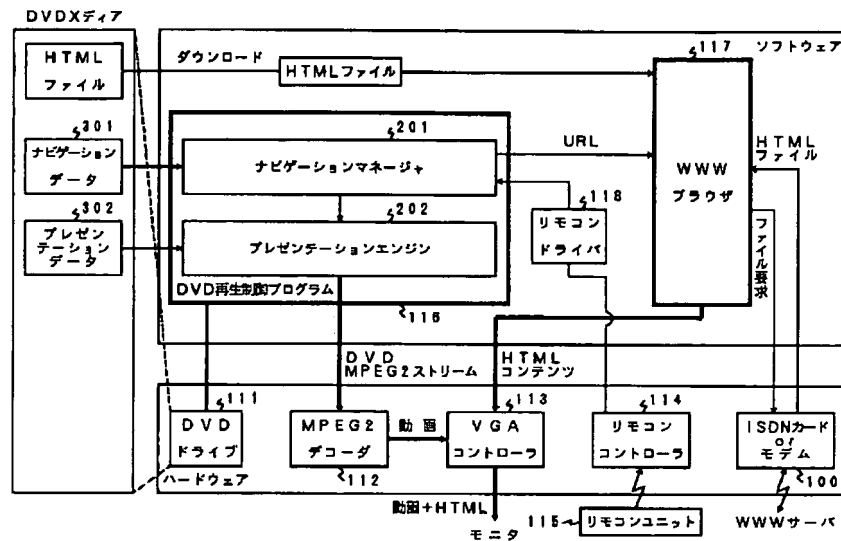 DVDXディア
HTML
ファイル
ダウンロード
HTMLファイル
117
ソフトウェア
301
ナビゲーション
データ
201
ナビゲーションマネージャ
URL
HTML
ファイル
WWW
ブラウザ
118
リモコン
ドライバ
302
プレゼン
テーション
データ
202
プレゼンテーションエンジン
ファイル要求
DVD再生制御プログラム
116
DVD
MPEG2ストリーム
HTML
コンテンツ
111
DVD
ドライブ
MPEG2
デコーダ
112
動画
113
VGA
コントローラ
114
リモコン
コントローラ
ISDNカード
or
モデム
100
ハードウェア
動画+HTML
モニタ
115
リモコンユニット
WWWサーバ